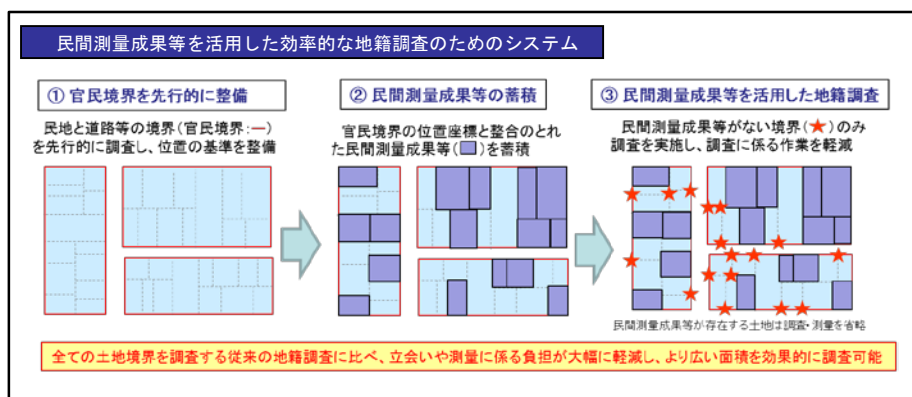 民間測量成果等を活用した効率的な地籍調査のためのシステム
① 官民境界を先行的に整備
民地と道路等の境界(官民境界:―)
を先行的に調査し、位置の基準を整備
② 民間測量成果等の蓄積
官民境界の位置座標と整合のとれ
た民間測量成果等(■)を蓄積
③ 民間測量成果等を活用した地籍調査
民間測量成果等がない境界(★)のみ
調査を実施し、調査に係る作業を軽減
民間測量成果等が存在する土地は調査・測量を省略
全ての土地境界を調査する従来の地籍調査に比べ、立会いや測量に係る負担が大幅に軽減し、より広い面積を効果的に調査可能